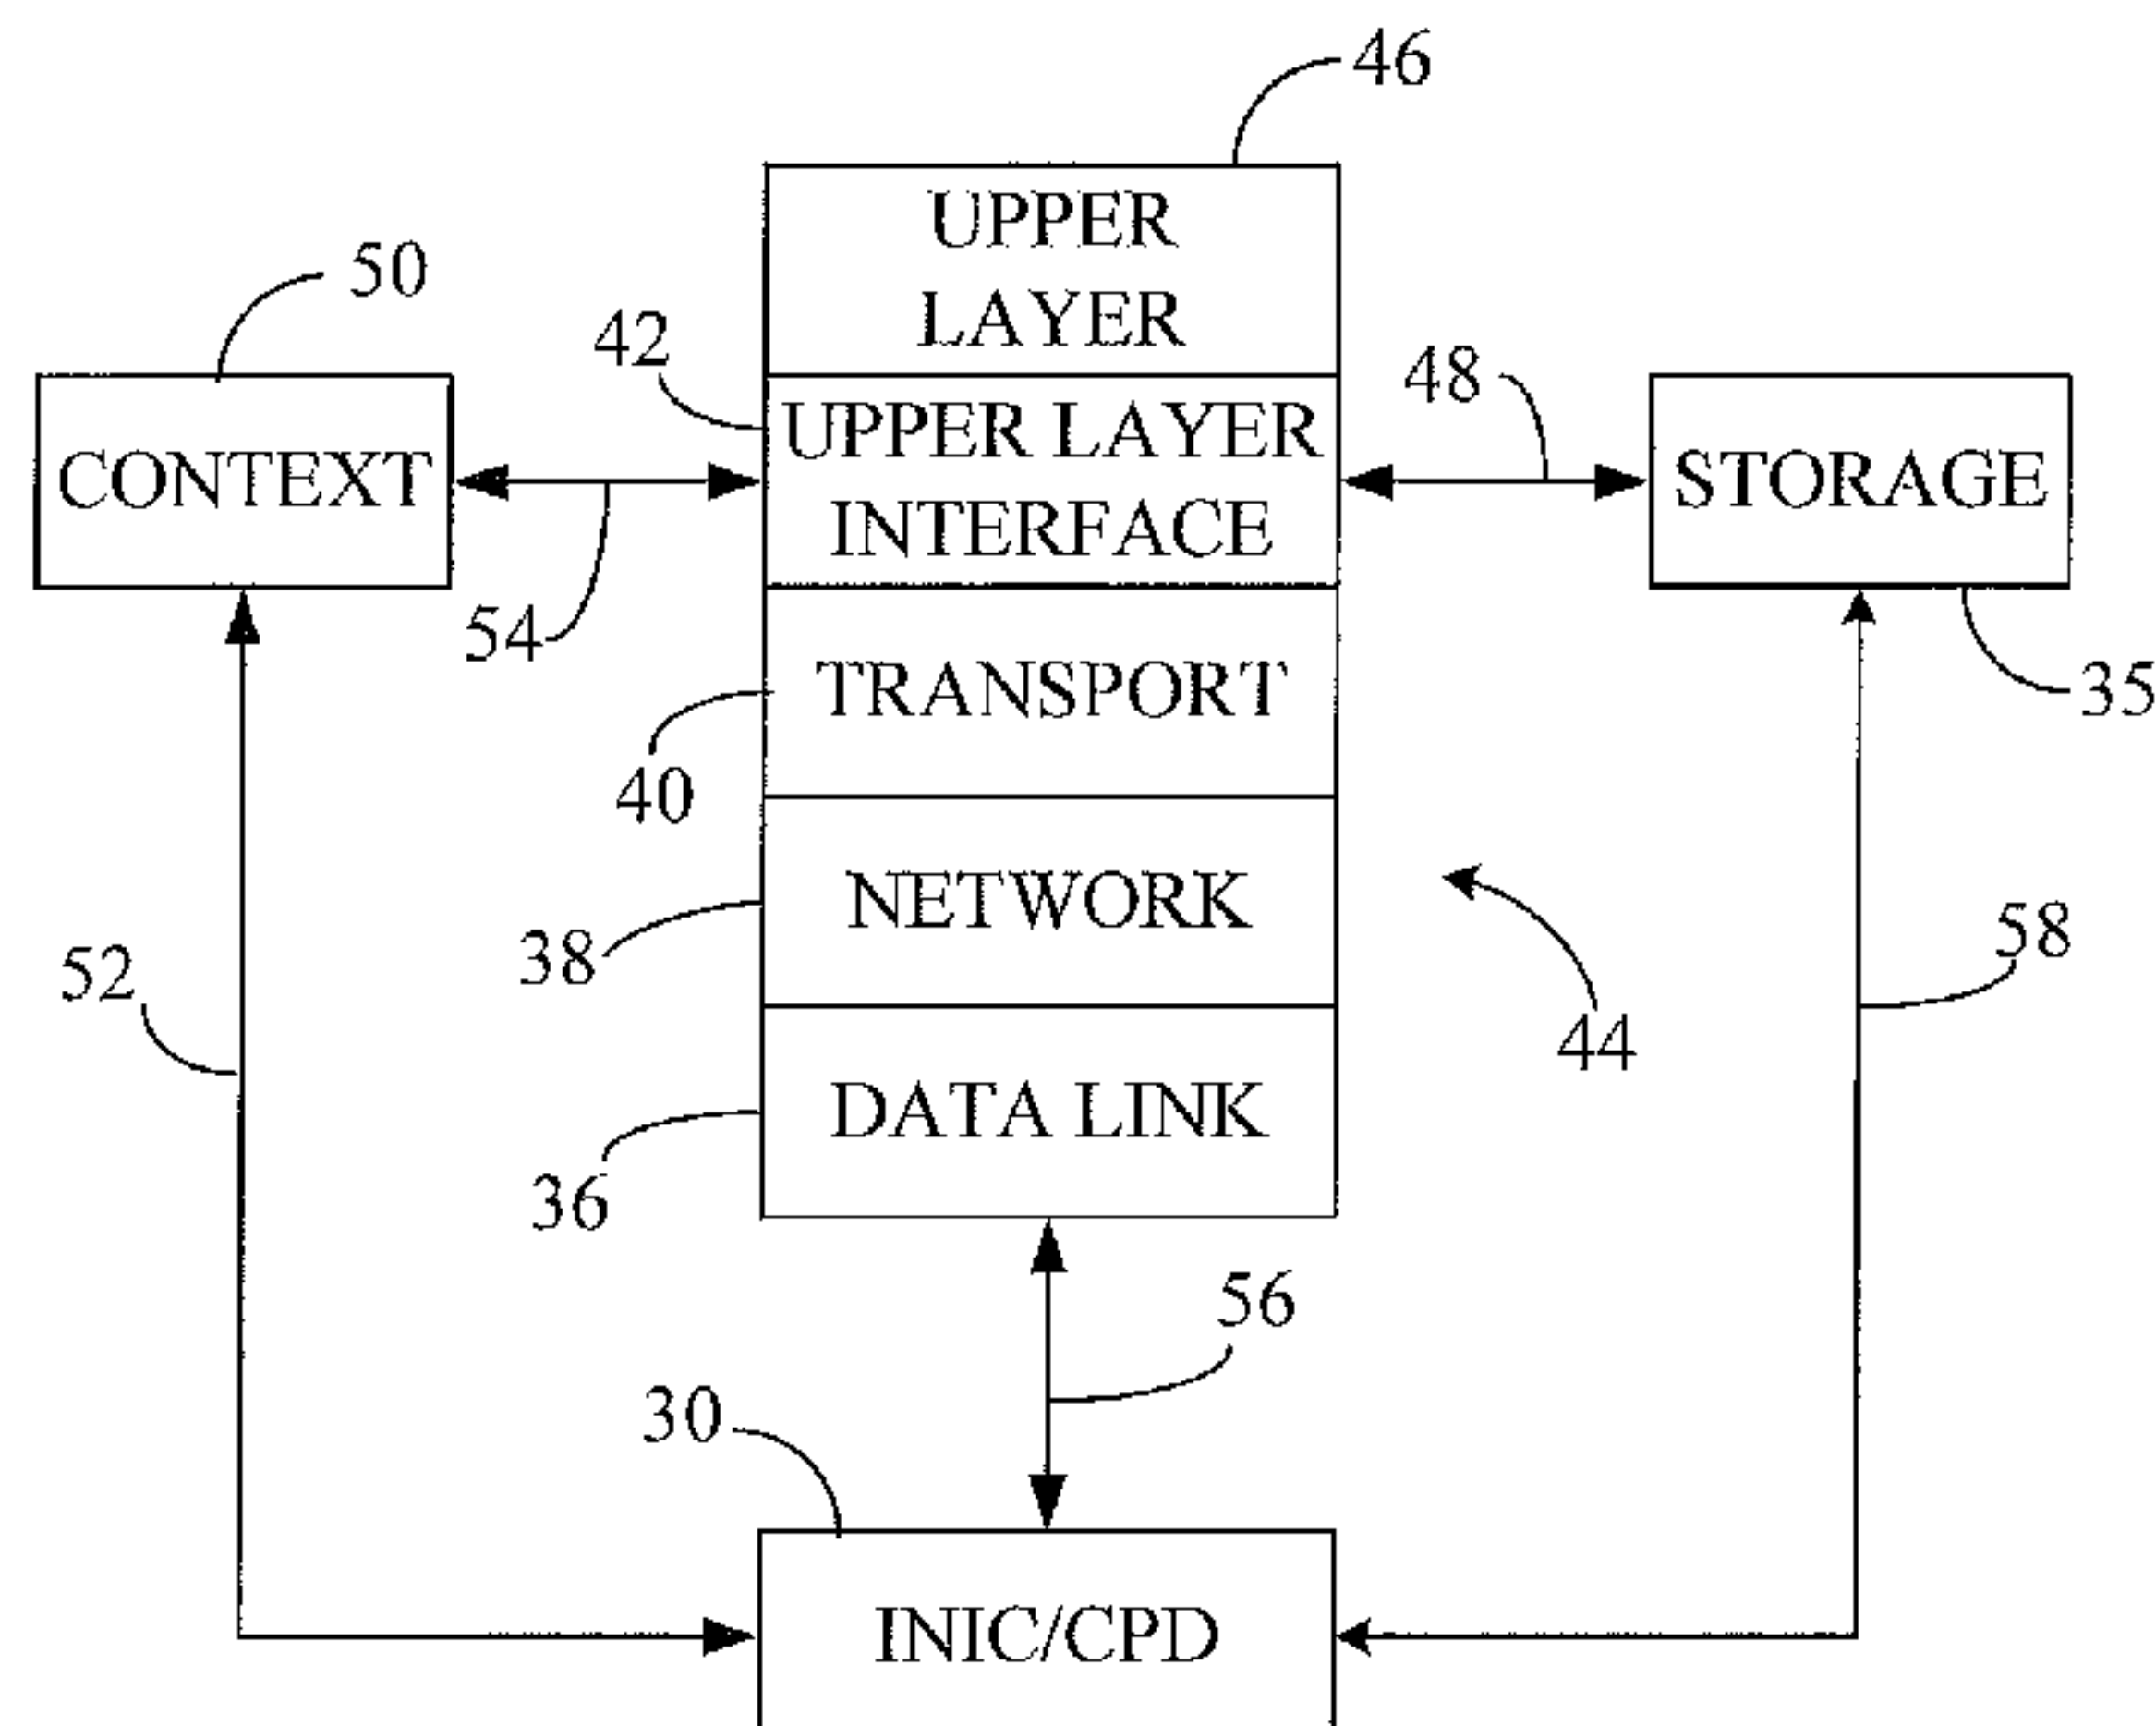 46
UPPER
LAYER
50
42
48
UPPER LAYER
INTERFACE
CONTEXT
STORAGE
54
35
TRANSPORT
40
NETWORK
38
58
52
44
DATA LINK
36
56
30
INIC/CPD